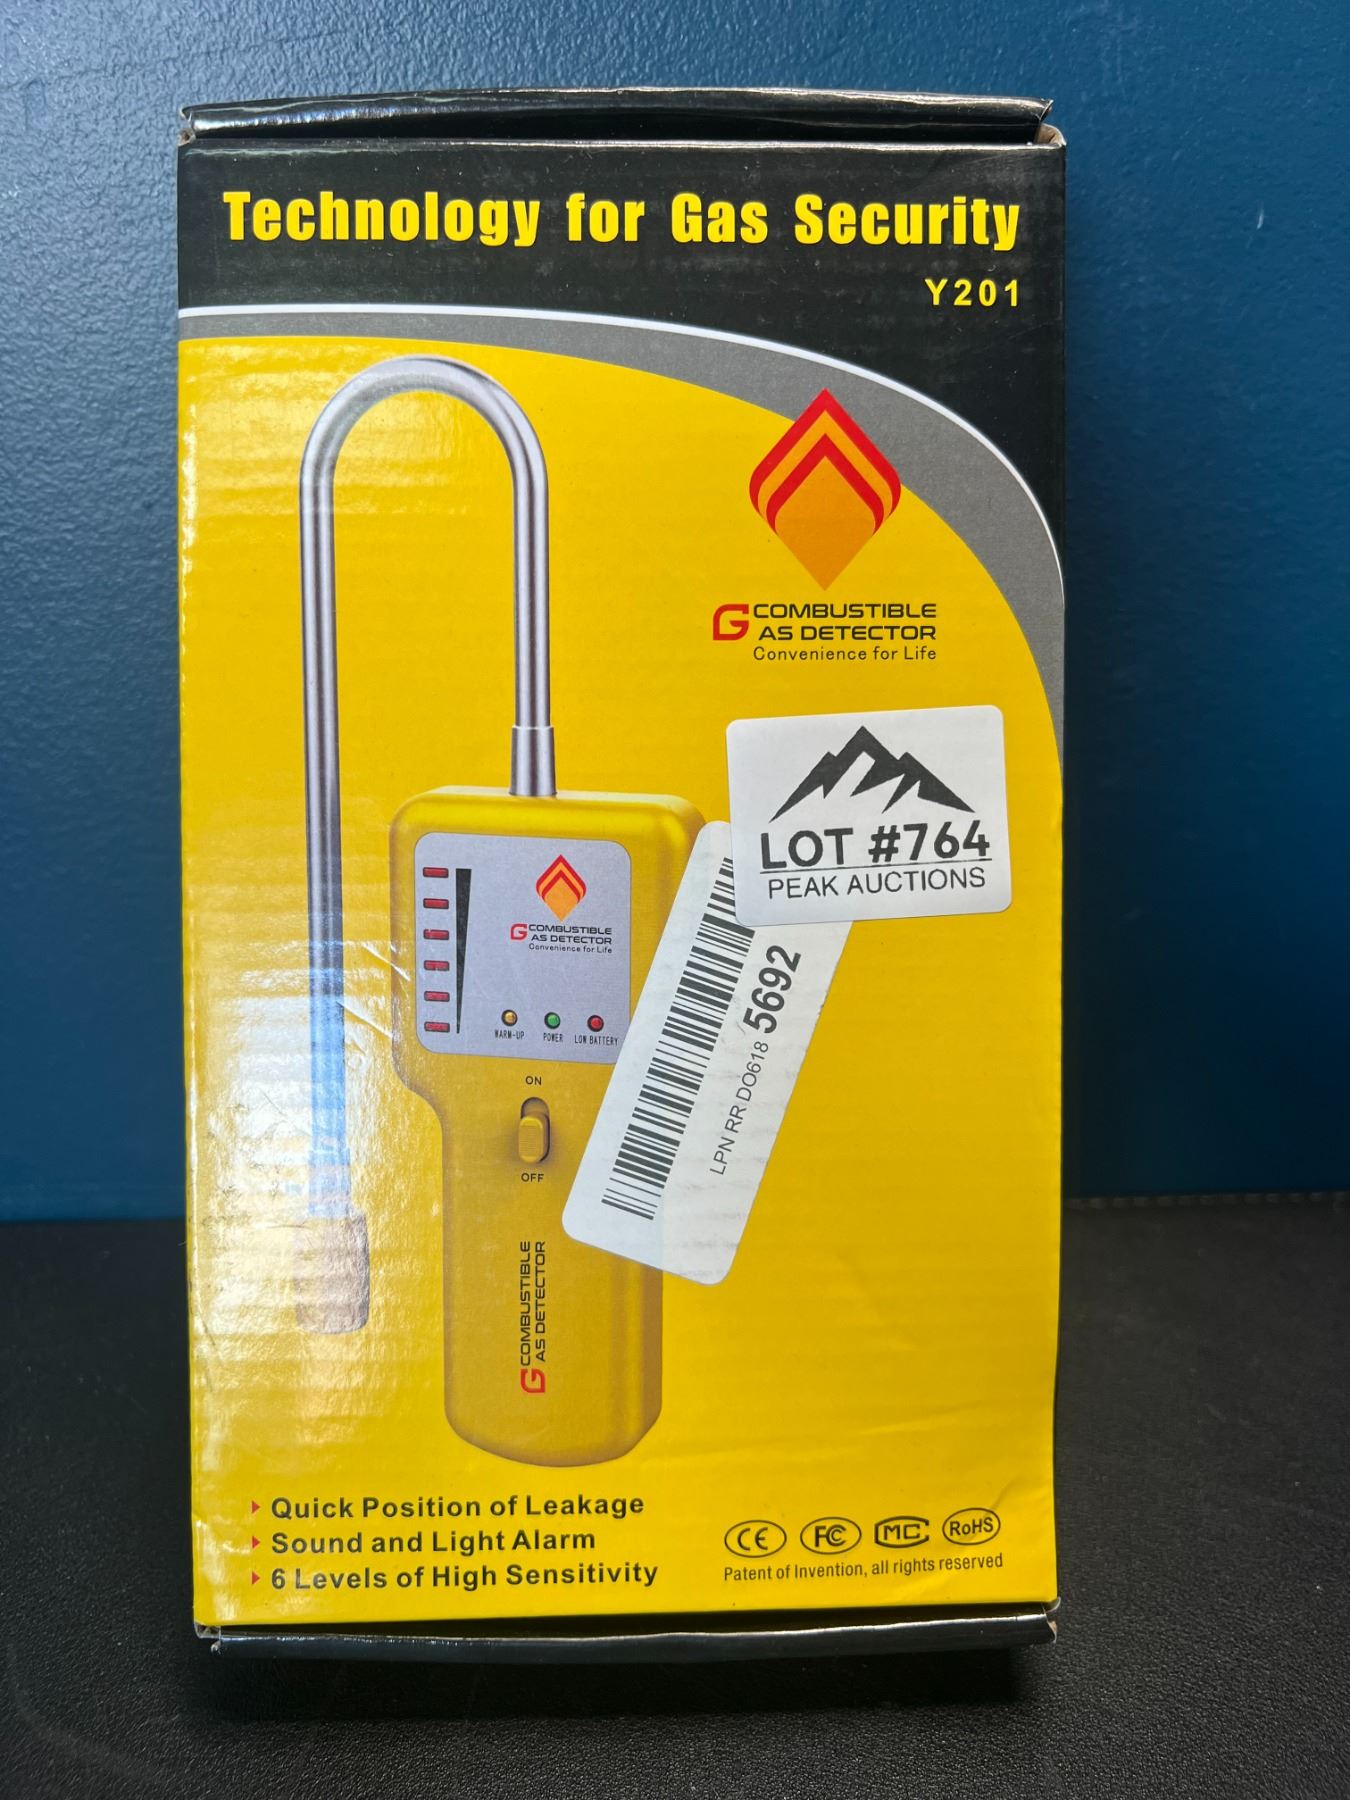 Technology for Gas Security
Y201
G COMBUSTIBLE
AS DETECTOR
Convenience for Life
LOT #764
PEAK AUCTIONS
LPN RR DO618 5692
G COMBUSTIBLE
AS DETECTOR
Convenience for Life
WARM-UP POWER LOW BATTERY
ON
OFF
G COMBUSTIBLE
AS DETECTOR
Quick Position of Leakage
Sound and Light Alarm
6 Levels of High Sensitivity
CE FC MC RoHS
Patent of Invention, all rights reserved